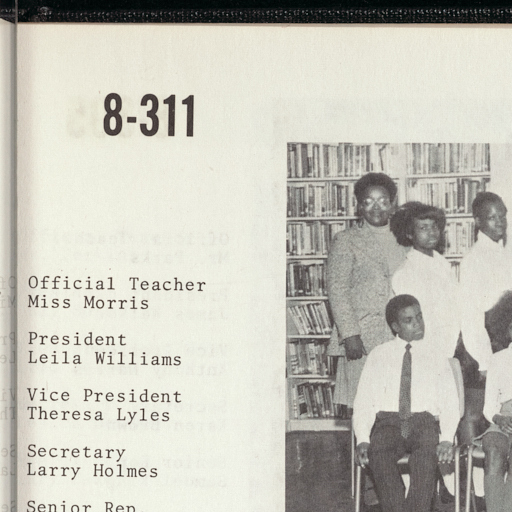 8-311
Official Teacher
Miss Morris
President
Leila Williams
Vice President
Theresa Lyles
Secretary
Larry Holmes
Senior Rep.